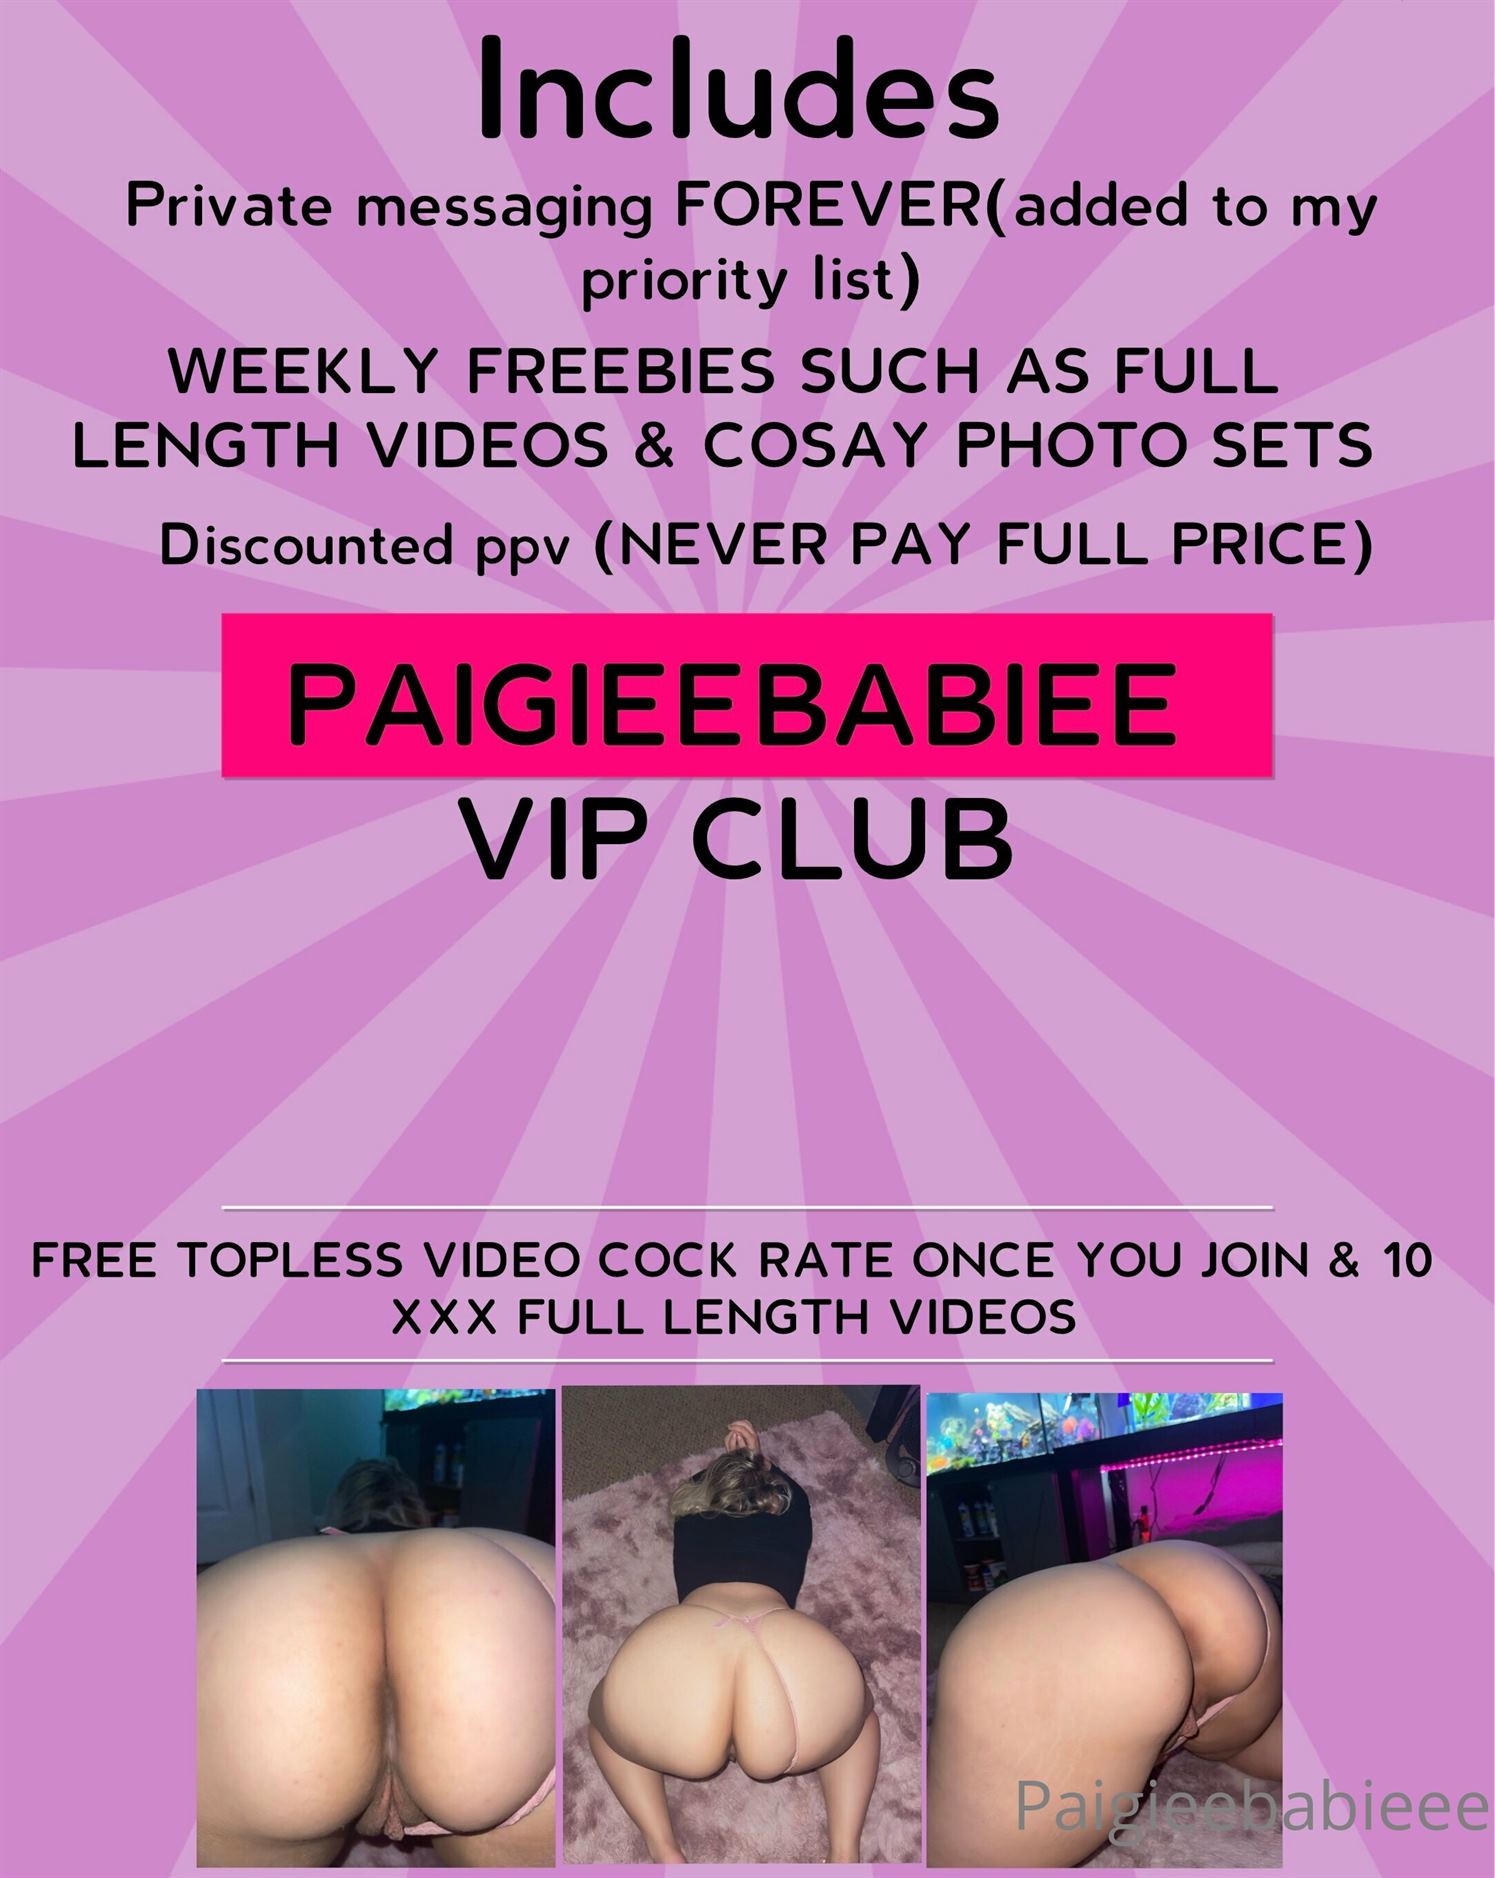 Includes
Private messaging FOREVER(added to my
priority list)
WEEKLY FREEBIES SUCH AS FULL
LENGTH VIDEOS & COSAY PHOTO SETS
Discounted ppv (NEVER PAY FULL PRICE)
PAIGIEEBABIEE
VIP CLUB
FREE TOPLESS VIDEO COCK RATE ONCE YOU JOIN & 10
XXX FULL LENGTH VIDEOS
Paigieebabieee